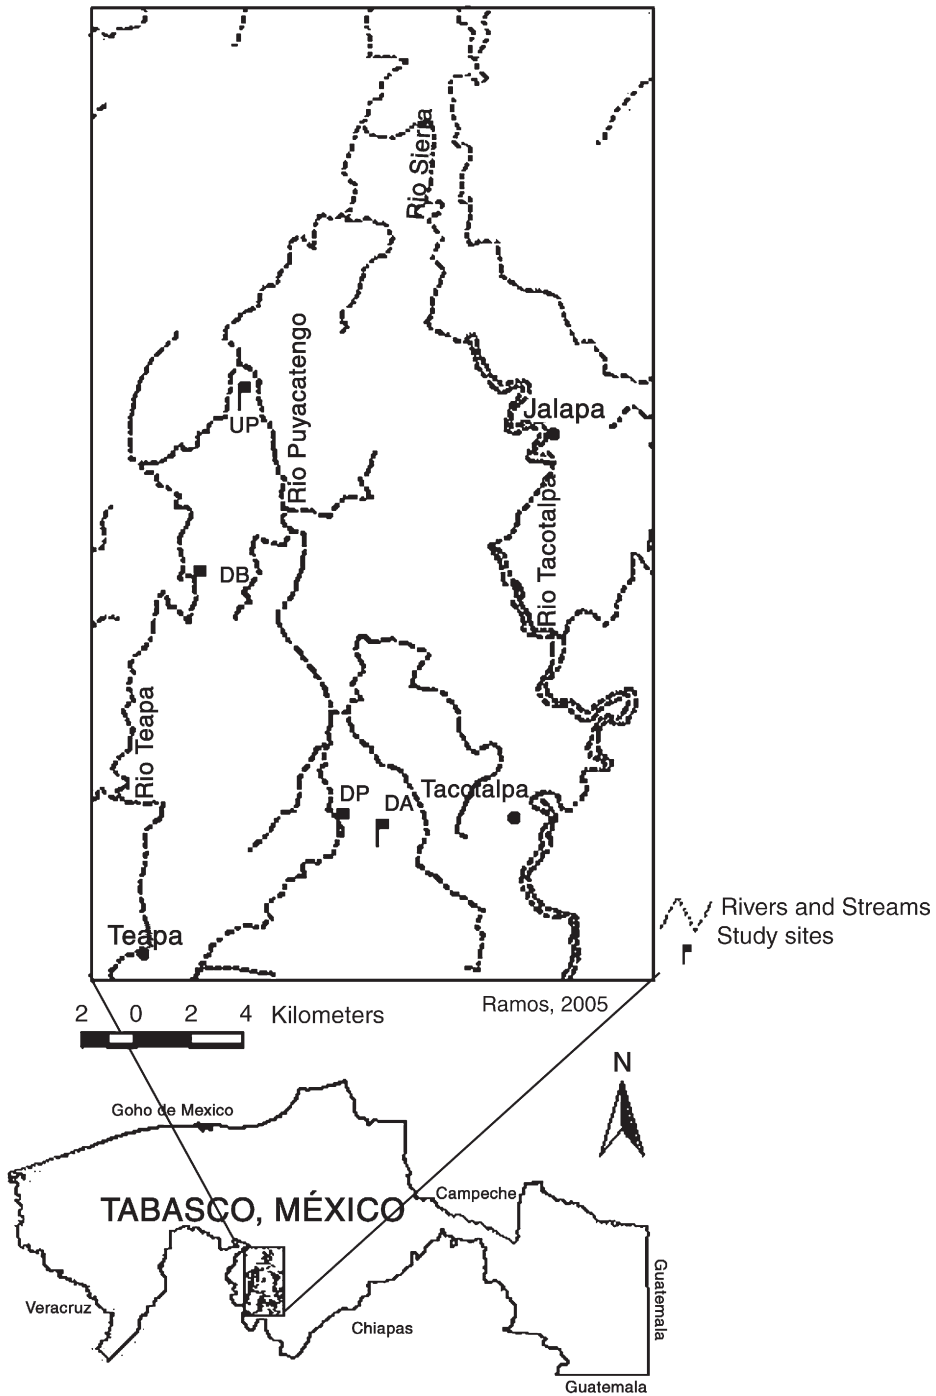 Rio Sierra
Rio Puyacatengo
UP
Jalapa
Rio Tacotalpa
DB
Rio Teapa
DP
DA
Tacotalpa
Teapa
Rivers and Streams
Study sites
Ramos, 2005
2 0 2 4 Kilometers
N
Goho de Mexico
Campeche
TABASCO, MÉXICO
Veracruz
Chiapas
Guatemala
Guatemala